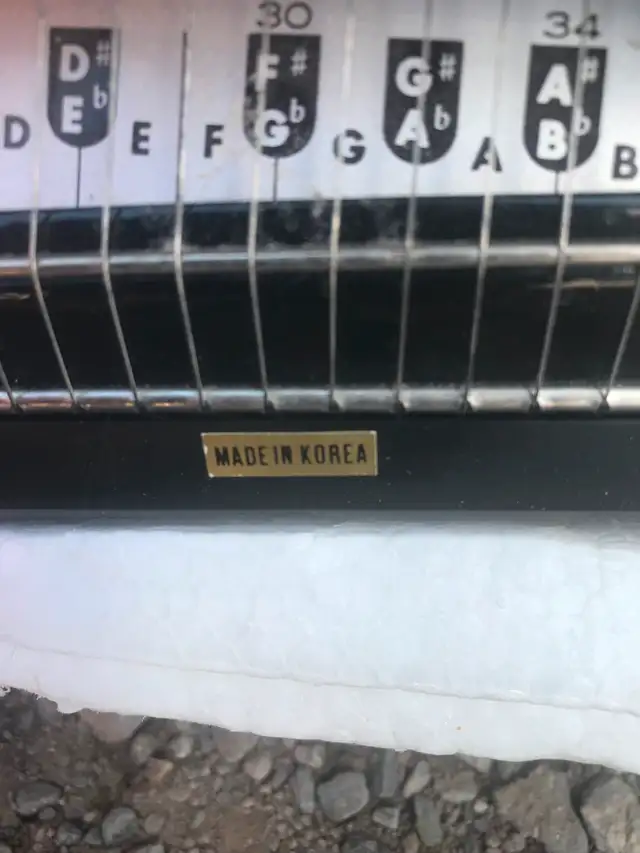 30 34
D# F# G# A#
Eb Gb Ab Bb
D E F G A B
MADE IN KOREA